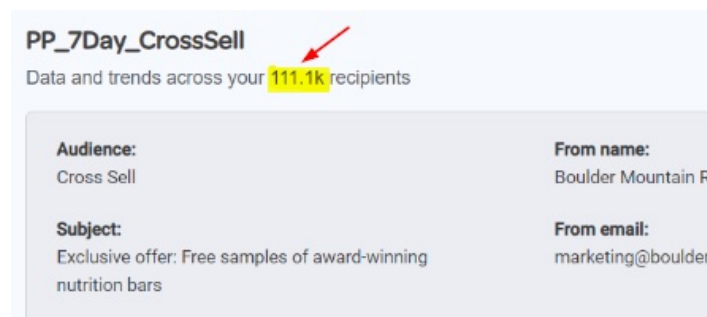 PP_7Day_CrossSell
Data and trends across your 111.1k recipients
Audience:
Cross Sell
From name:
Boulder Mountain R
Subject:
Exclusive offer: Free samples of award-winning
nutrition bars
From email:
marketing@boulder